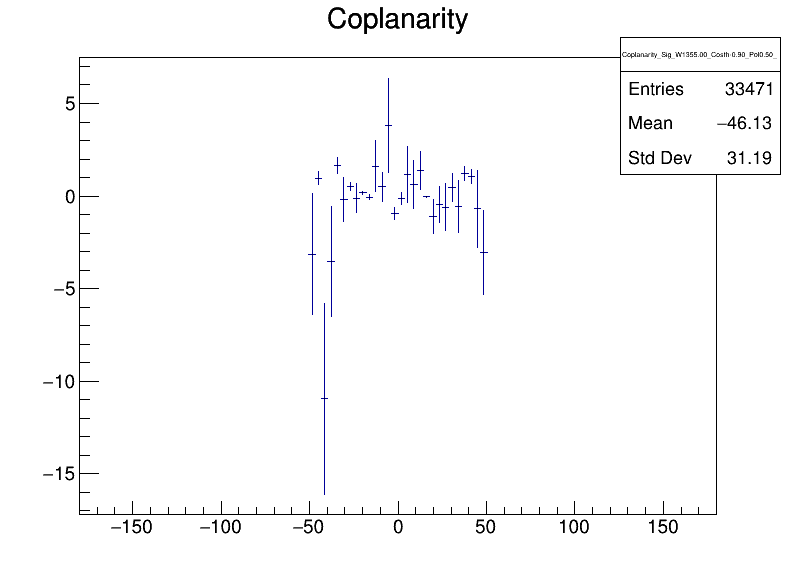 Coplanarity
Coplanarity_Sig_W1355.00_Costh-0.90_Pol0.50_
Entries 33471
Mean −46.13
Std Dev 31.19
5
0
−5
−10
−15
−150 −100 −50 0 50 100 150